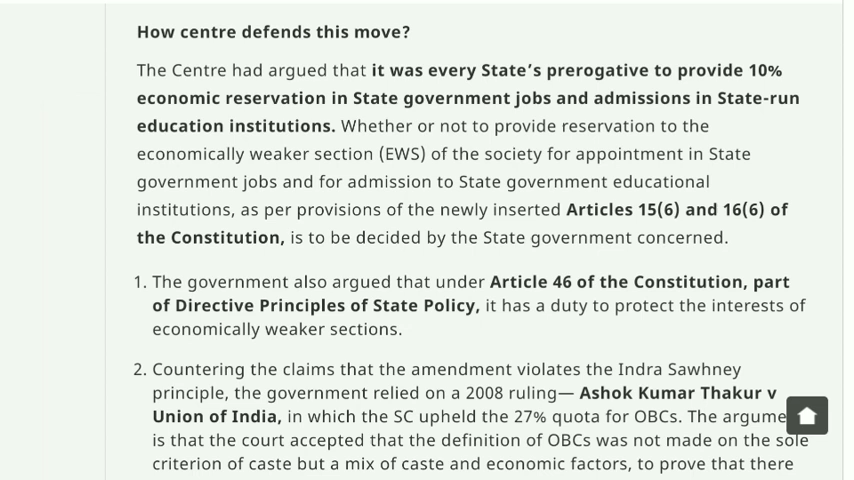 How centre defends this move?
The Centre had argued that it was every State’s prerogative to provide 10%
economic reservation in State government jobs and admissions in State-run
education institutions. Whether or not to provide reservation to the
economically weaker section (EWS) of the society for appointment in State
government jobs and for admission to State government educational
institutions, as per provisions of the newly inserted Articles 15(6) and 16(6) of
the Constitution, is to be decided by the State government concerned.
1. The government also argued that under Article 46 of the Constitution, part
of Directive Principles of State Policy, it has a duty to protect the interests of
economically weaker sections.
2. Countering the claims that the amendment violates the Indra Sawhney
principle, the government relied on a 2008 ruling— Ashok Kumar Thakur v
Union of India, in which the SC upheld the 27% quota for OBCs. The argume
is that the court accepted that the definition of OBCs was not made on the sole
criterion of caste but a mix of caste and economic factors, to prove that there